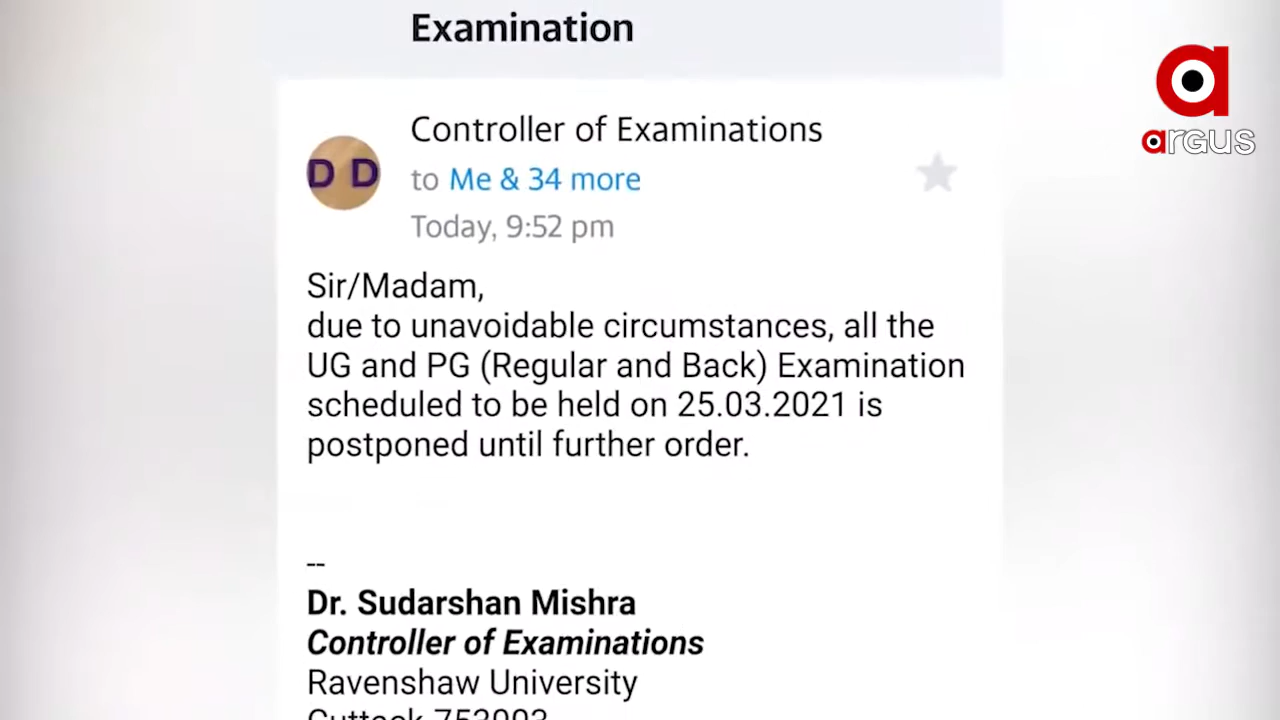 Examination
Controller of Examinations
D D
to Me & 34 more
Today, 9:52 pm
Sir/Madam,
due to unavoidable circumstances, all the
UG and PG (Regular and Back) Examination
scheduled to be held on 25.03.2021 is
postponed until further order.
--
Dr. Sudarshan Mishra
Controller of Examinations
Ravenshaw University
Cuttack 753003
a
argus